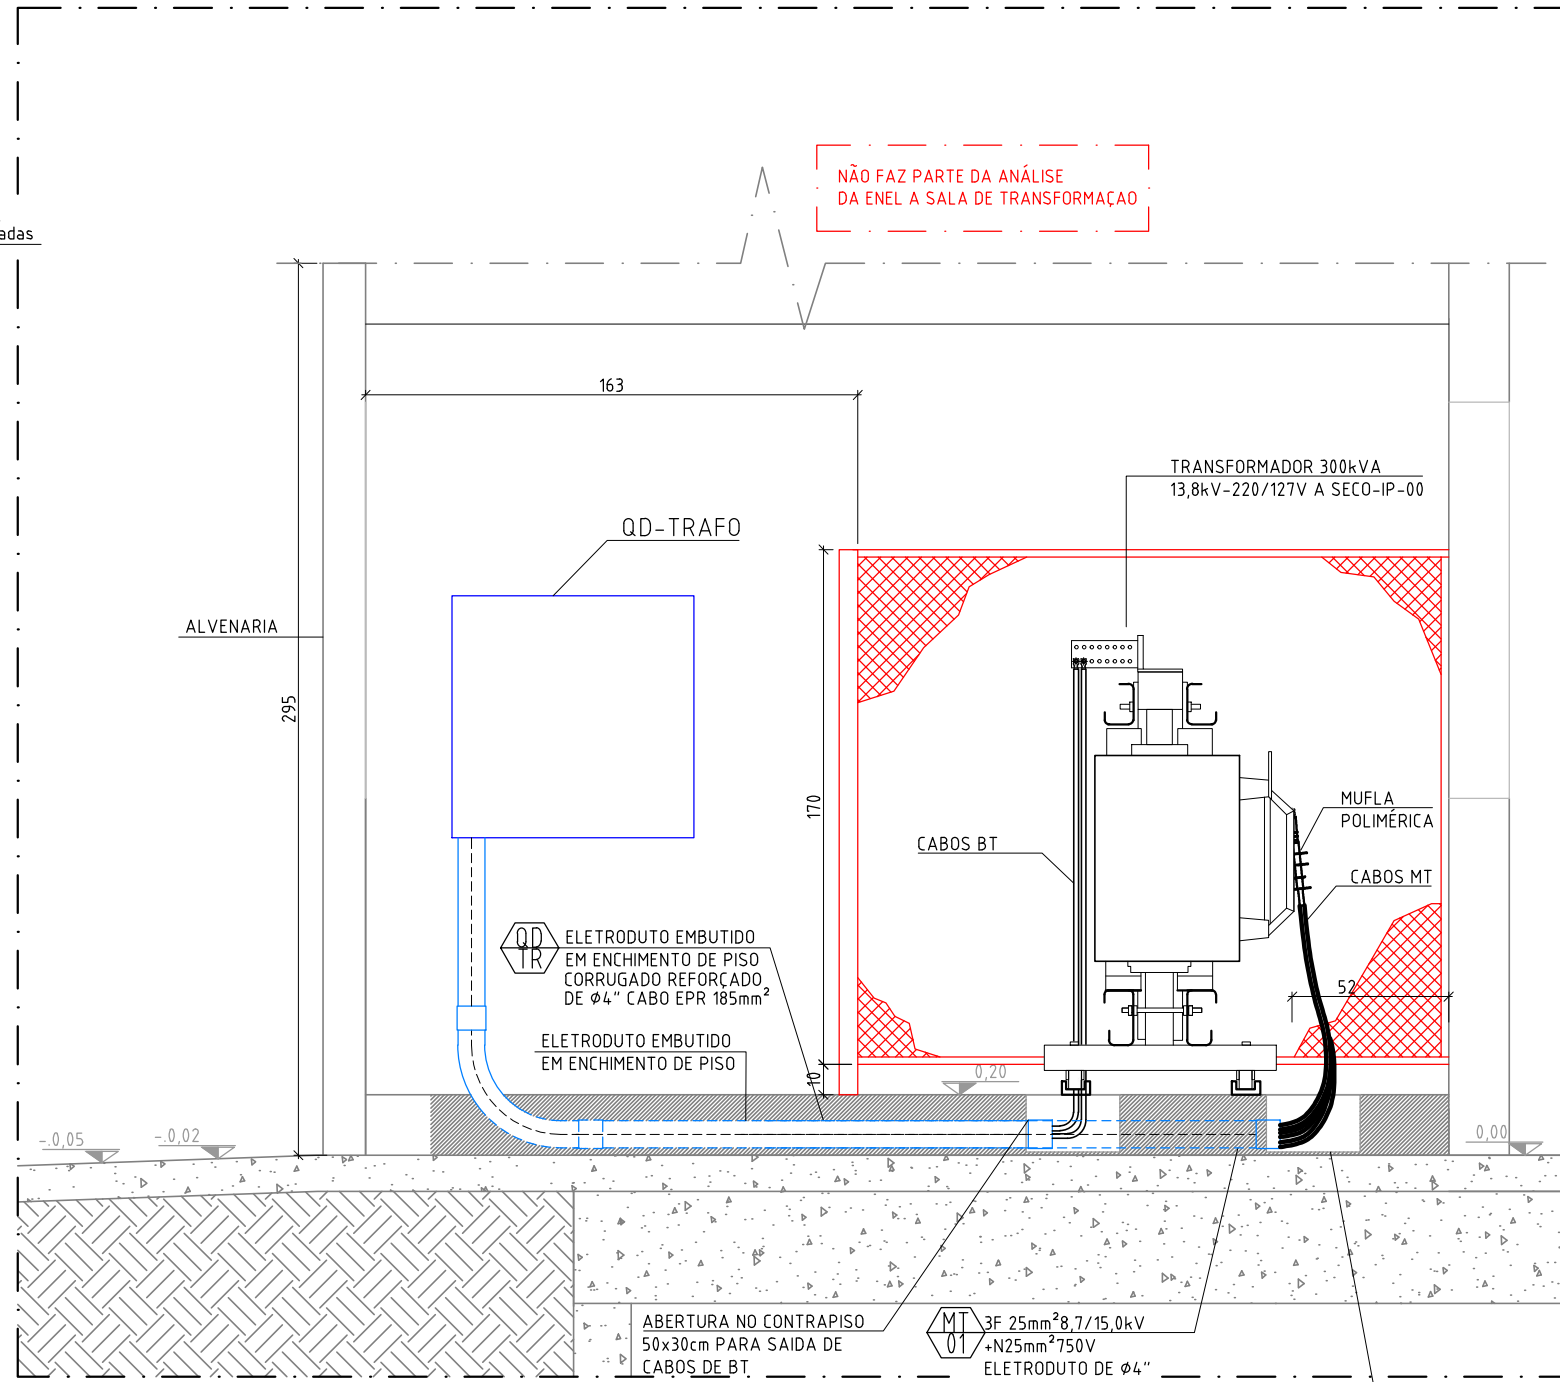 NÃO FAZ PARTE DA ANÁLISE
DA ENEL A SALA DE TRANSFORMAÇAO
adas
163
TRANSFORMADOR 300kVA
13,8kV-220/127V A SECO-IP-00
QD-TRAFO
ALVENARIA
295
170
MUFLA
POLIMÉRICA
CABOS BT
CABOS MT
QD
TR
ELETRODUTO EMBUTIDO
EM ENCHIMENTO DE PISO
CORRUGADO REFORÇADO
DE Ø4" CABO EPR 185mm²
52
ELETRODUTO EMBUTIDO
EM ENCHIMENTO DE PISO
10
0,20
-.0,05
-.0,02
0,00
ABERTURA NO CONTRAPISO
50x30cm PARA SAIDA DE
CABOS DE BT
MT
01
3F 25mm²8,7/15,0kV
+N25mm²750V
ELETRODUTO DE Ø4"